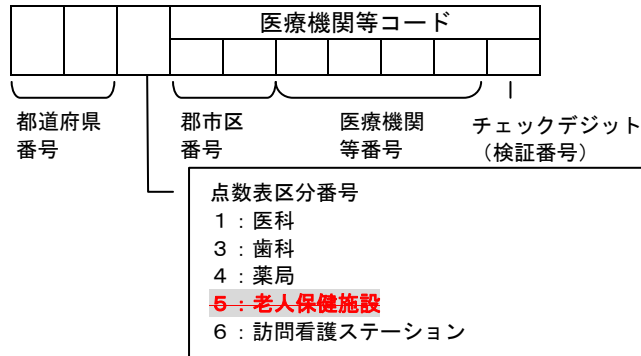 医療機関等コード
都道府県
番号
郡市区
番号
医療機関
等番号
チェックデジット
(検証番号)
点数表区分番号
1：医科
3：歯科
4：薬局
5：老人保健施設
6：訪問看護ステーション